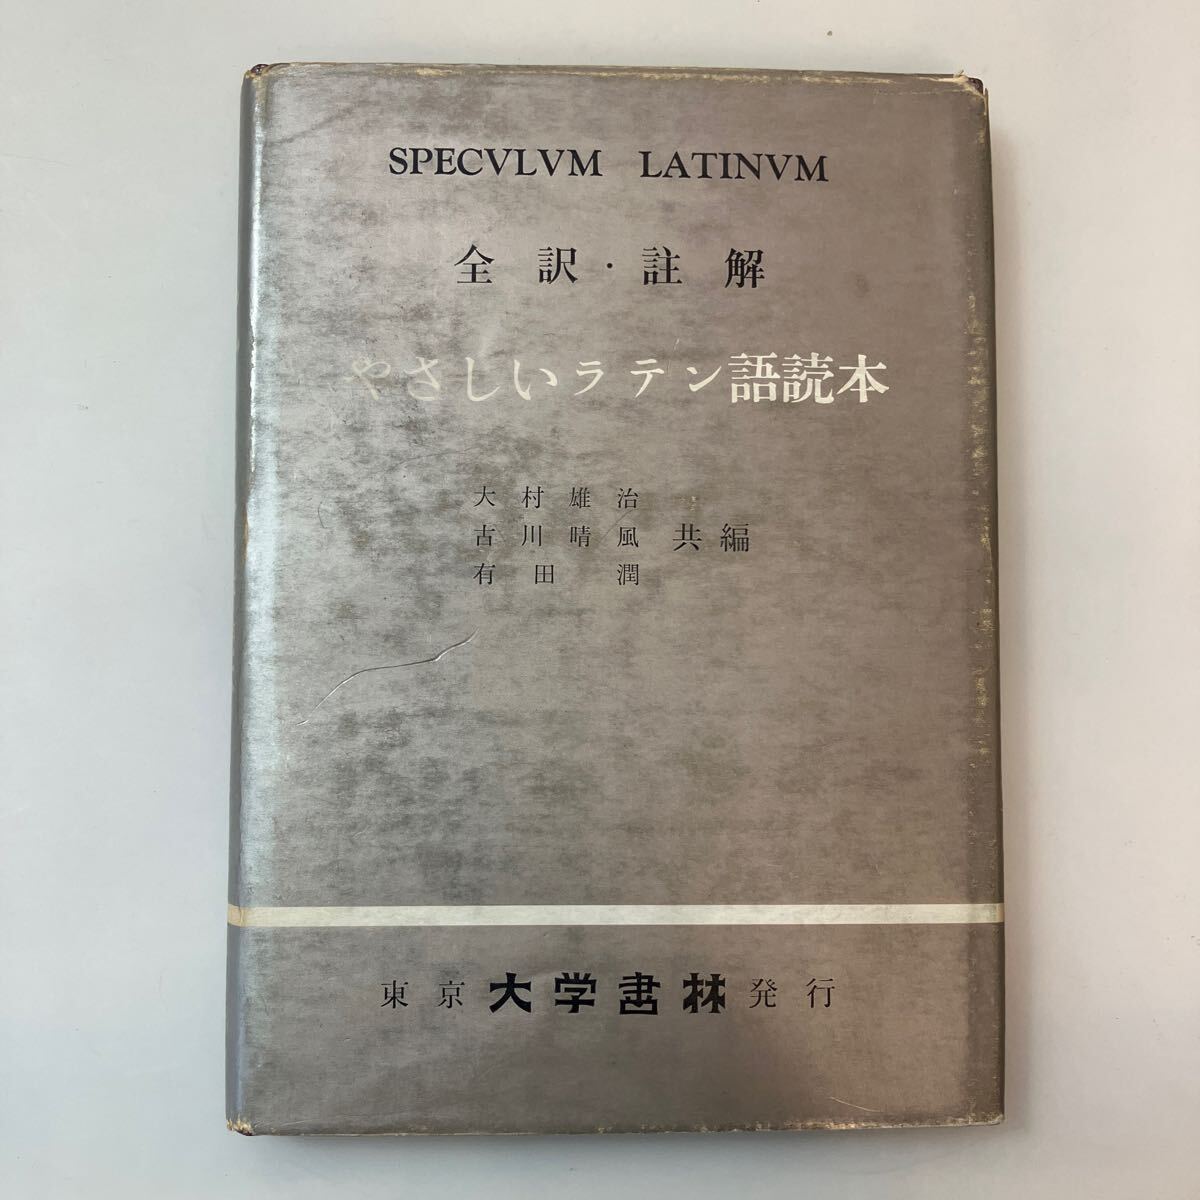 SPECVLVM LATINVM
全訳・註解
やさしいラテン語読本
大村雄治
古川晴風 共編
有田潤
東京 大学書林 発行